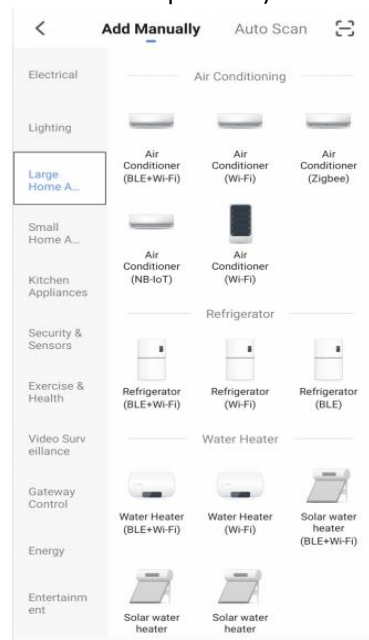 Add Manually Auto Scan
Electrical
Lighting
Large
Home A...
Small
Home A...
Kitchen
Appliances
Security &
Sensors
Exercise &
Health
Video Surv
eillance
Gateway
Control
Energy
Entertainm
ent
Air Conditioning
Air Air Air
Conditioner Conditioner Conditioner
(BLE+Wi-Fi) (Wi-Fi) (Zigbee)
Air Air
Conditioner Conditioner
(NB-IoT) (Wi-Fi)
Refrigerator
Refrigerator Refrigerator Refrigerator
(BLE+Wi-Fi) (Wi-Fi) (BLE)
Water Heater
Water Heater Water Heater Solar water
(BLE+Wi-Fi) (Wi-Fi) heater
(BLE+Wi-Fi)
Solar water Solar water
heater heater